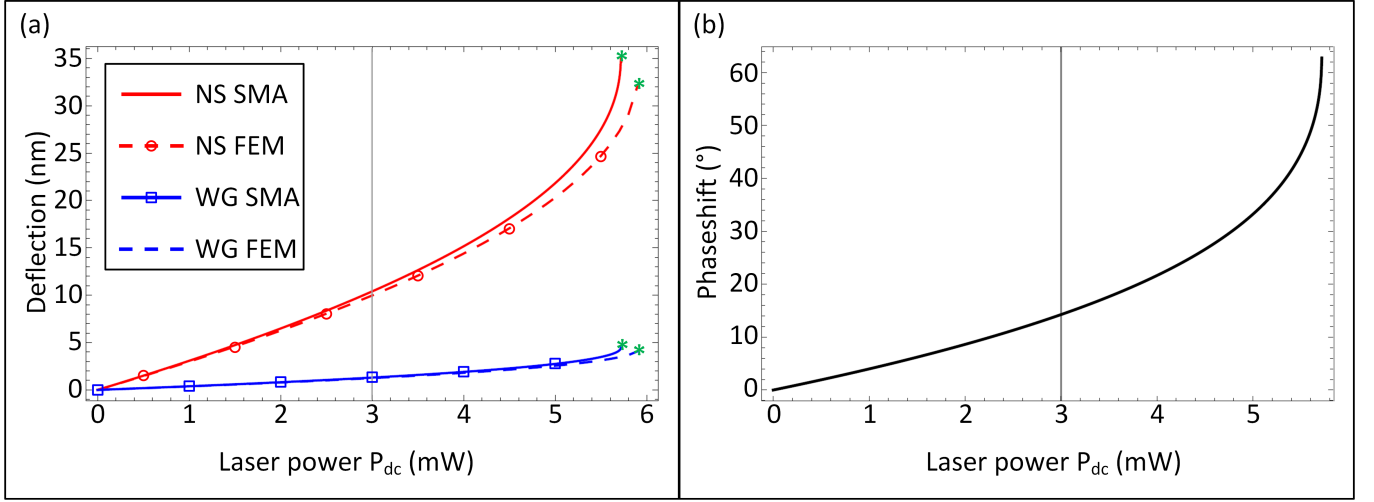 (a)
35
30
25
20
15
10
5
0
Deflection (nm)
NS SMA
NS FEM
WG SMA
WG FEM
*
*
*
*
0 1 2 3 4 5 6
Laser power P_dc (mW)
(b)
60
50
40
30
20
10
0
Phaseshift (°)
0 1 2 3 4 5
Laser power P_dc (mW)